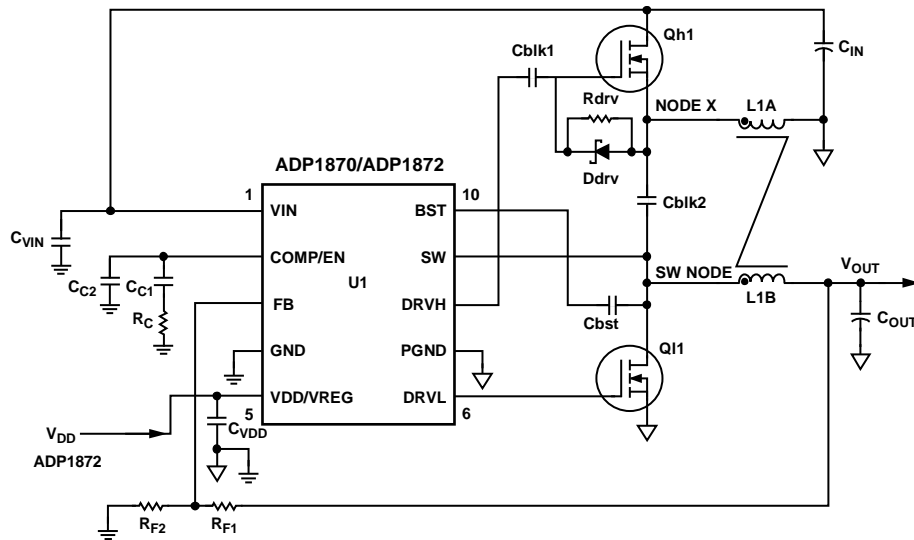 Qh1
Cblk1
CIN
Rdrv
NODE X
L1A
ADP1870/ADP1872
Ddrv
1
10
VIN
BST
Cblk2
CVIN
COMP/EN
SW
CC2
CC1
U1
SW NODE
VOUT
L1B
RC
FB
DRVH
Cbst
COUT
GND
PGND
Ql1
VDD/VREG
DRVL
5
6
VDD
CVDD
ADP1872
RF2
RF1